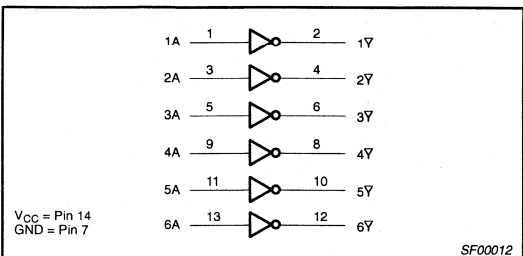 1A 1 2 1Y̅
2A 3 4 2Y̅
3A 5 6 3Y̅
4A 9 8 4Y̅
5A 11 10 5Y̅
6A 13 12 6Y̅
VCC = Pin 14
GND = Pin 7
SF00012